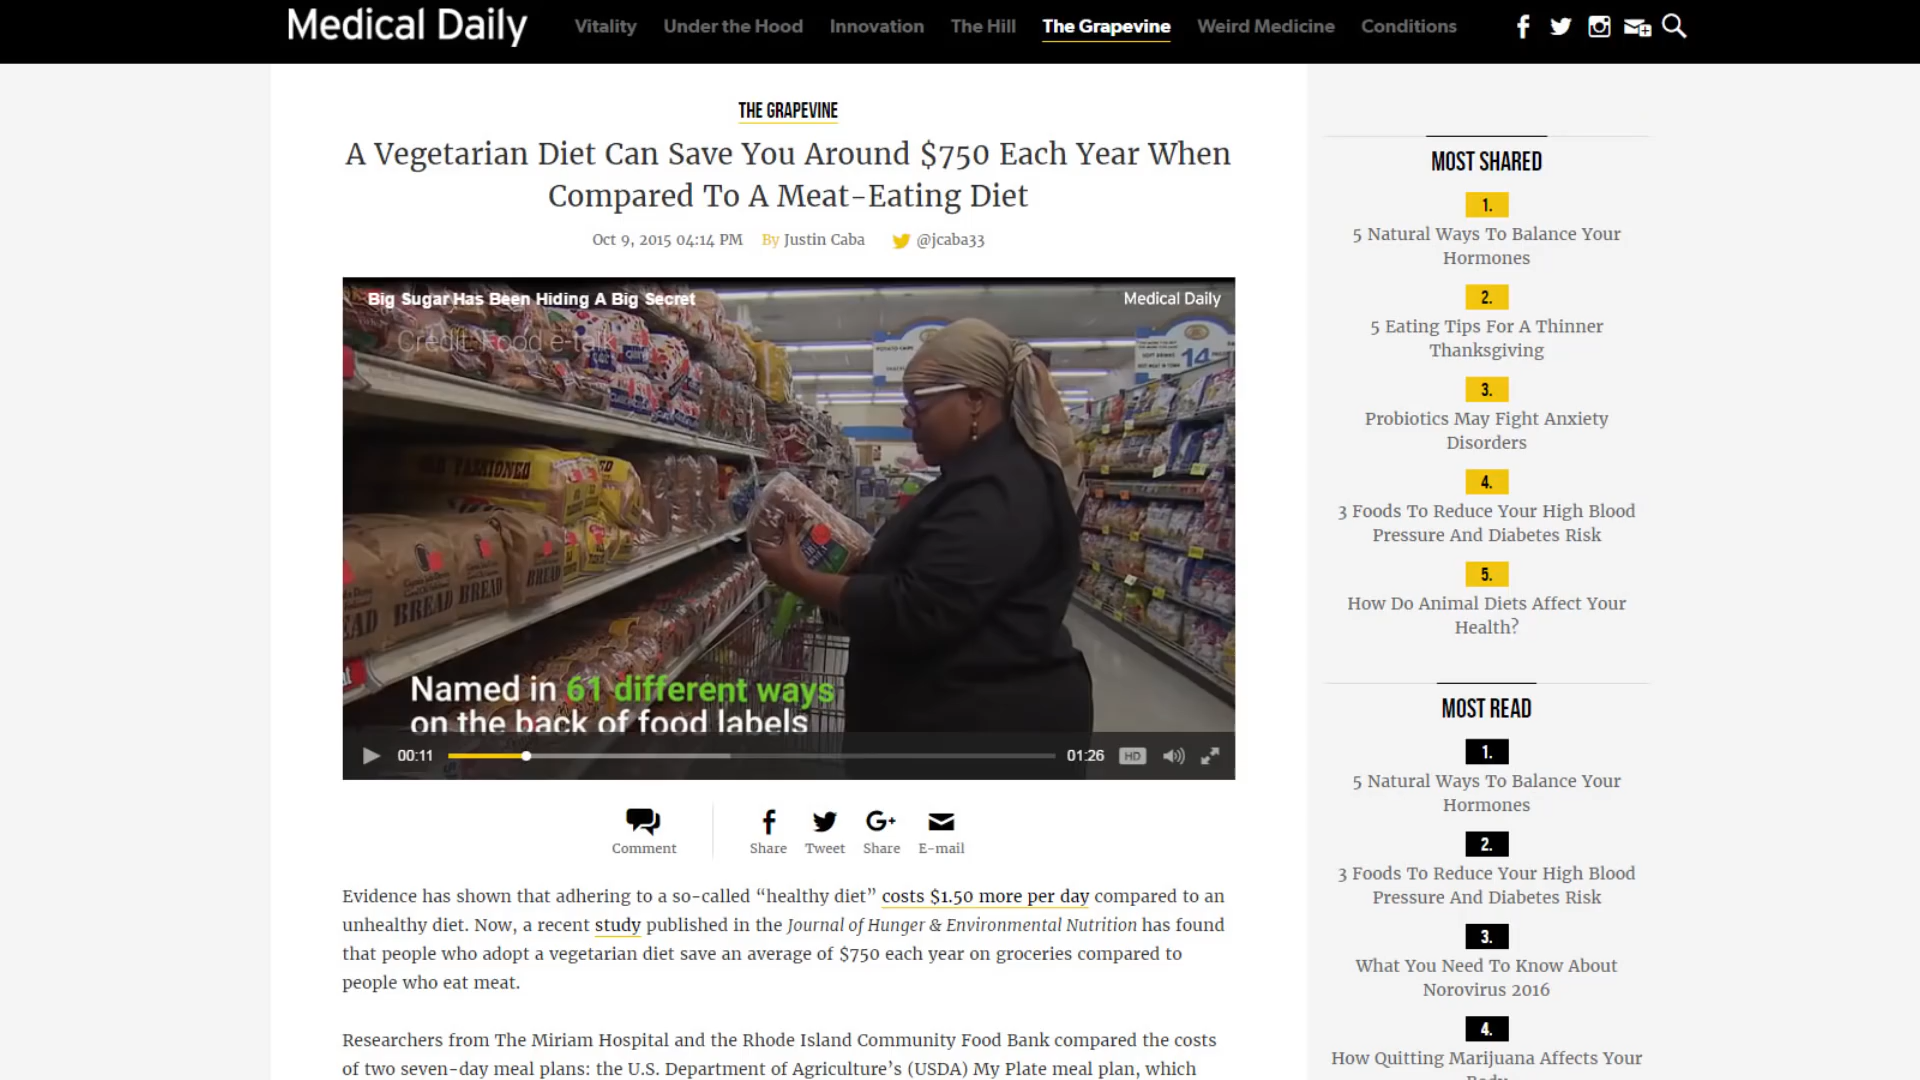 Medical Daily
Vitality
Under the Hood
Innovation
The Hill
The Grapevine
Weird Medicine
Conditions
THE GRAPEVINE
A Vegetarian Diet Can Save You Around $750 Each Year When
Compared To A Meat-Eating Diet
Oct 9, 2015 04:14 PM By Justin Caba @jcaba33
Big Sugar Has Been Hiding A Big Secret
Medical Daily
Credit: Food e-talk
14
OLD FASHIONED
BREAD
BREAD
Named in 61 different ways
on the back of food labels
00:11
01:26
HD
Comment
Share
Tweet
Share
E-mail
Evidence has shown that adhering to a so-called “healthy diet” costs $1.50 more per day compared to an
unhealthy diet. Now, a recent study published in the Journal of Hunger & Environmental Nutrition has found
that people who adopt a vegetarian diet save an average of $750 each year on groceries compared to
people who eat meat.
Researchers from The Miriam Hospital and the Rhode Island Community Food Bank compared the costs
of two seven-day meal plans: the U.S. Department of Agriculture’s (USDA) My Plate meal plan, which
MOST SHARED
1.
5 Natural Ways To Balance Your
Hormones
2.
5 Eating Tips For A Thinner
Thanksgiving
3.
Probiotics May Fight Anxiety
Disorders
4.
3 Foods To Reduce Your High Blood
Pressure And Diabetes Risk
5.
How Do Animal Diets Affect Your
Health?
MOST READ
1.
5 Natural Ways To Balance Your
Hormones
2.
3 Foods To Reduce Your High Blood
Pressure And Diabetes Risk
3.
What You Need To Know About
Norovirus 2016
4.
How Quitting Marijuana Affects Your